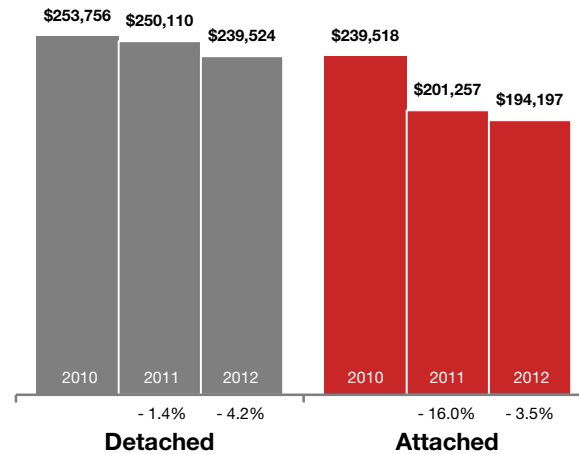 $253,756 $250,110 $239,524 $239,518 $201,257 $194,197
2010 2011 2012 2010 2011 2012
- 1.4% - 4.2% - 16.0% - 3.5%
Detached Attached